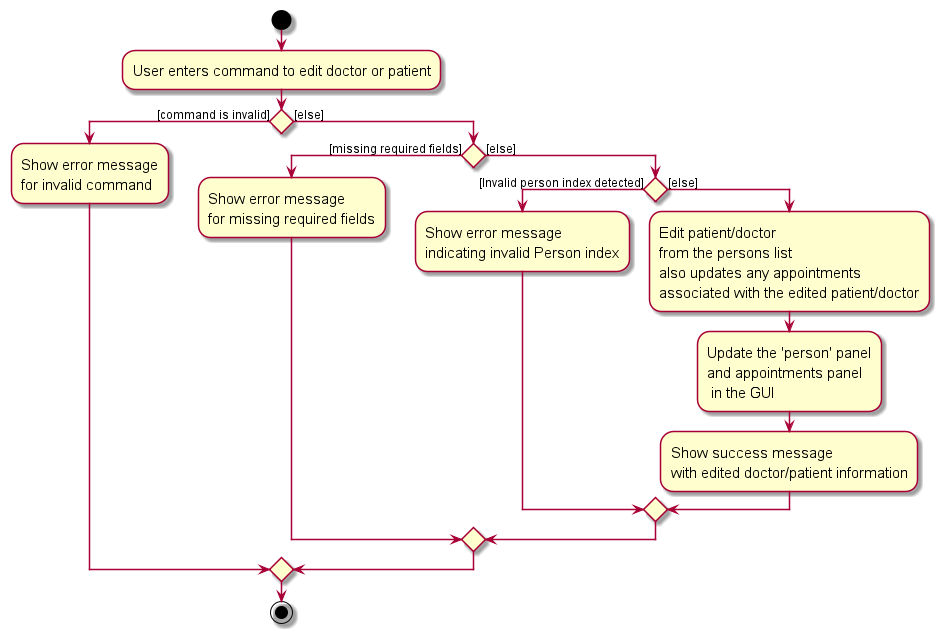 User enters command to edit doctor or patient
[command is invalid]
[else]
Show error message
for invalid command
[missing required fields]
[else]
Show error message
for missing required fields
[Invalid person index detected]
[else]
Show error message
indicating invalid Person index
Edit patient/doctor
from the persons list
also updates any appointments
associated with the edited patient/doctor
Update the 'person' panel
and appointments panel
in the GUI
Show success message
with edited doctor/patient information